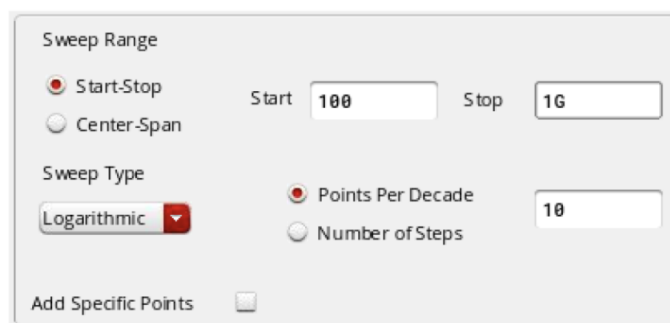 Sweep Range
Start-Stop
Start 100 Stop 1G
Center-Span
Sweep Type
Logarithmic
Points Per Decade
10
Number of Steps
Add Specific Points